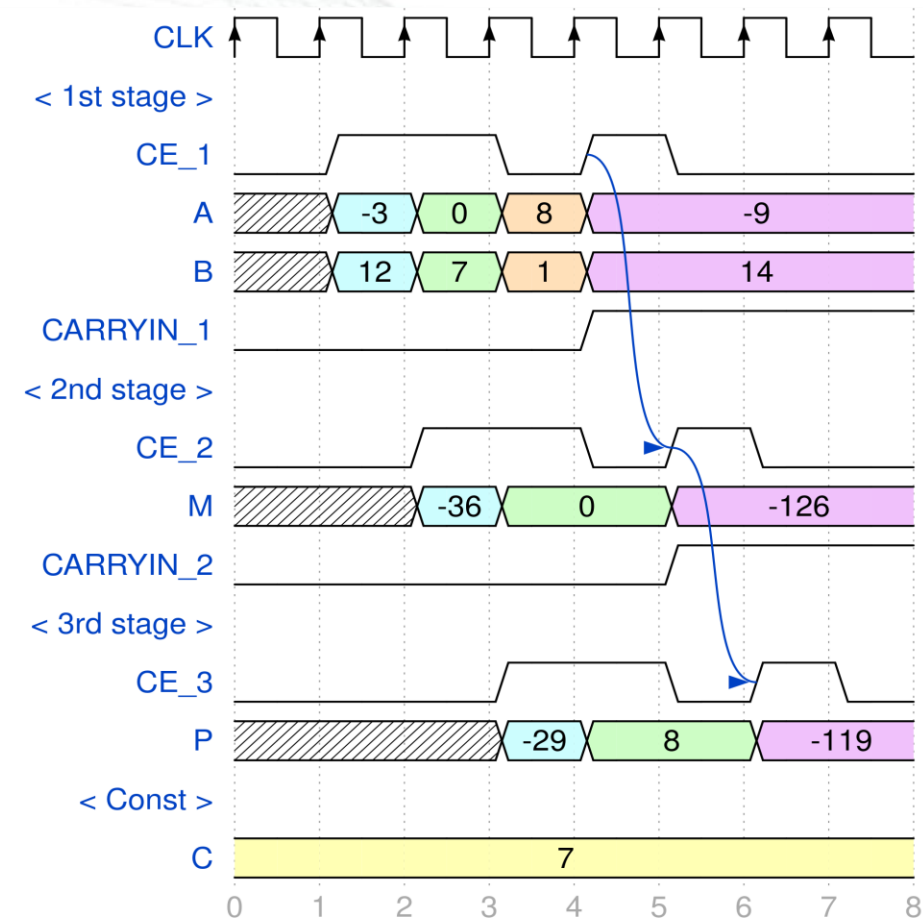 CLK
< 1st stage >
CE_1
A -3 0 8 -9
B 12 7 1 14
CARRYIN_1
< 2nd stage >
CE_2
M -36 0 -126
CARRYIN_2
< 3rd stage >
CE_3
P -29 8 -119
< Const >
C 7
0 1 2 3 4 5 6 7 8